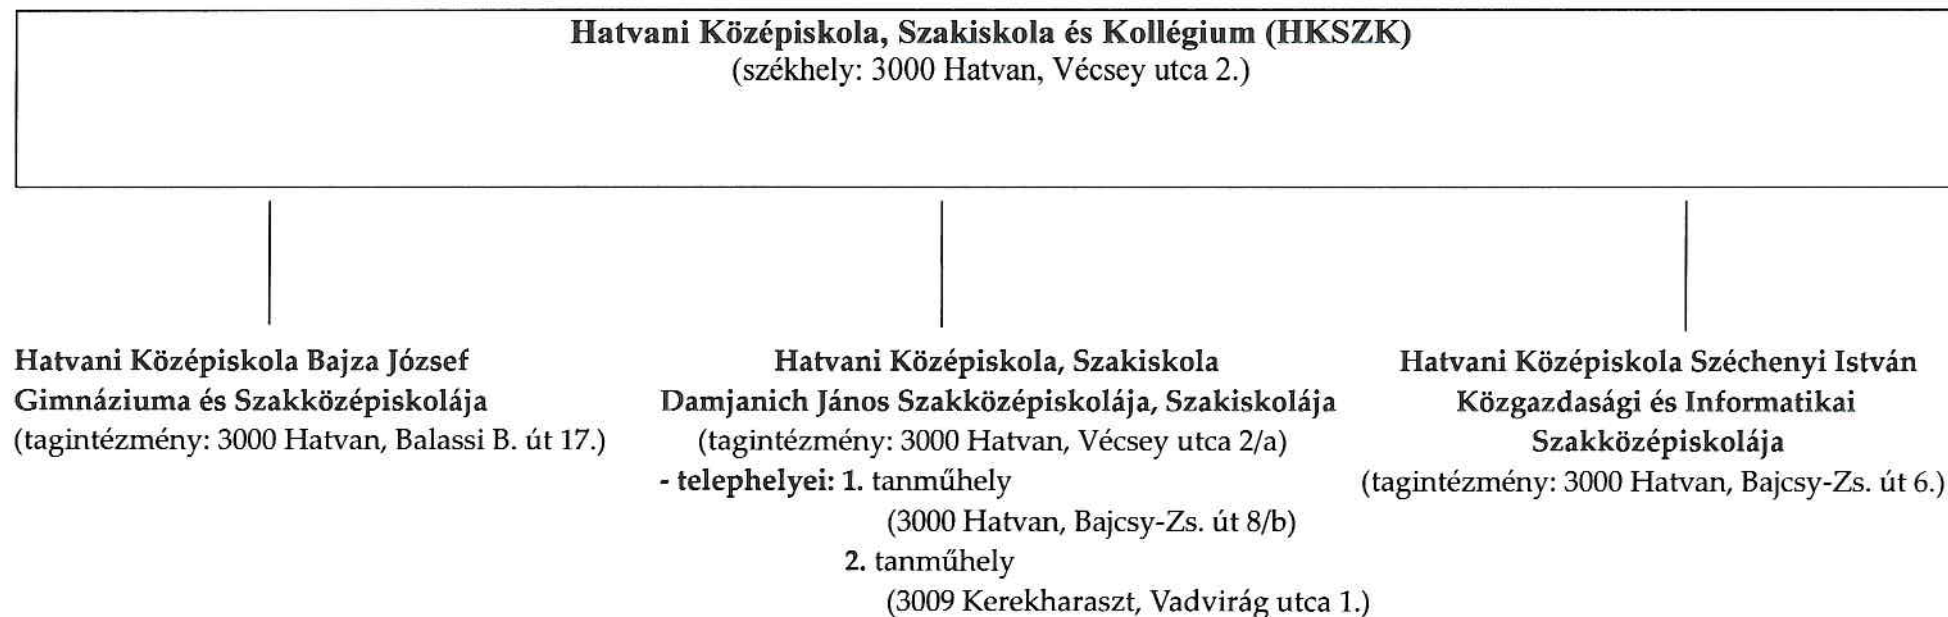 Hatvani Középiskola, Szakiskola és Kollégium (HKSZK)
(székhely: 3000 Hatvan, Vécsey utca 2.)
Hatvani Középiskola Bajza József
Gimnáziuma és Szakközépiskolája
(tagintézmény: 3000 Hatvan, Balassi B. út 17.)
Hatvani Középiskola, Szakiskola
Damjanich János Szakközépiskolája, Szakiskolája
(tagintézmény: 3000 Hatvan, Vécsey utca 2/a)
- telephelyei: 1. tanműhely
(3000 Hatvan, Bajcsy-Zs. út 8/b)
2. tanműhely
(3009 Kerekharaszt, Vadvirág utca 1.)
Hatvani Középiskola Széchenyi István
Közgazdasági és Informatikai
Szakközépiskolája
(tagintézmény: 3000 Hatvan, Bajcsy-Zs. út 6.)